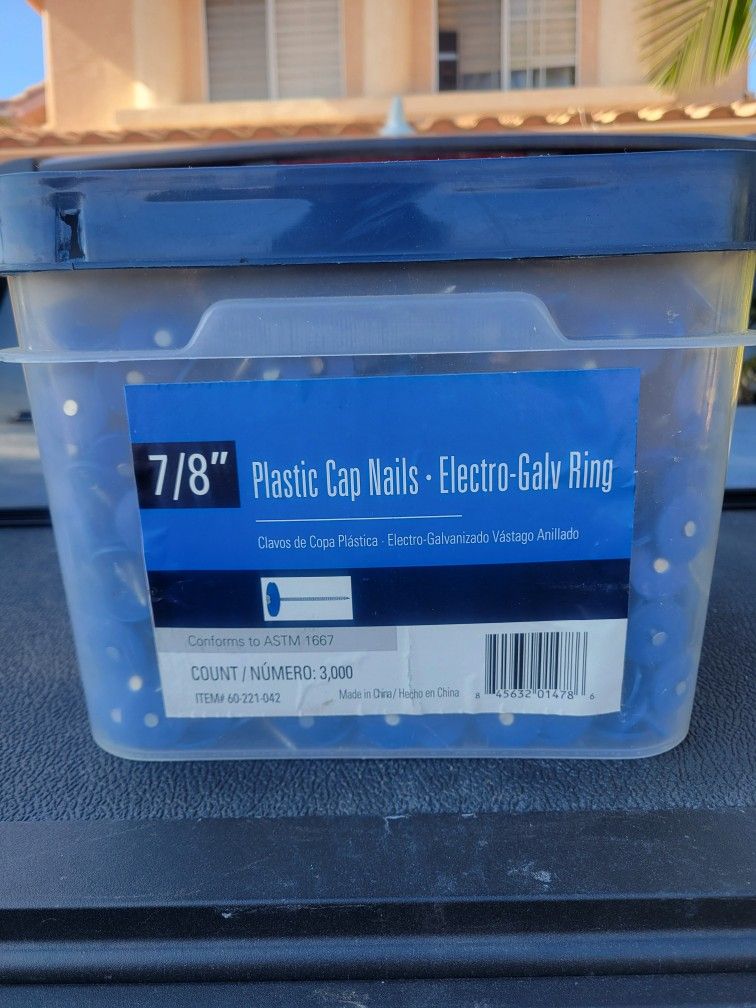 7/8" Plastic Cap Nails · Electro-Galv Ring
Clavos de Copa Plástica · Electro-Galvanizado Vástago Anillado
Conforms to ASTM 1667
COUNT / NÚMERO: 3,000
ITEM# 60-221-042 Made in China / Hecho en China
8 45632 01478 6